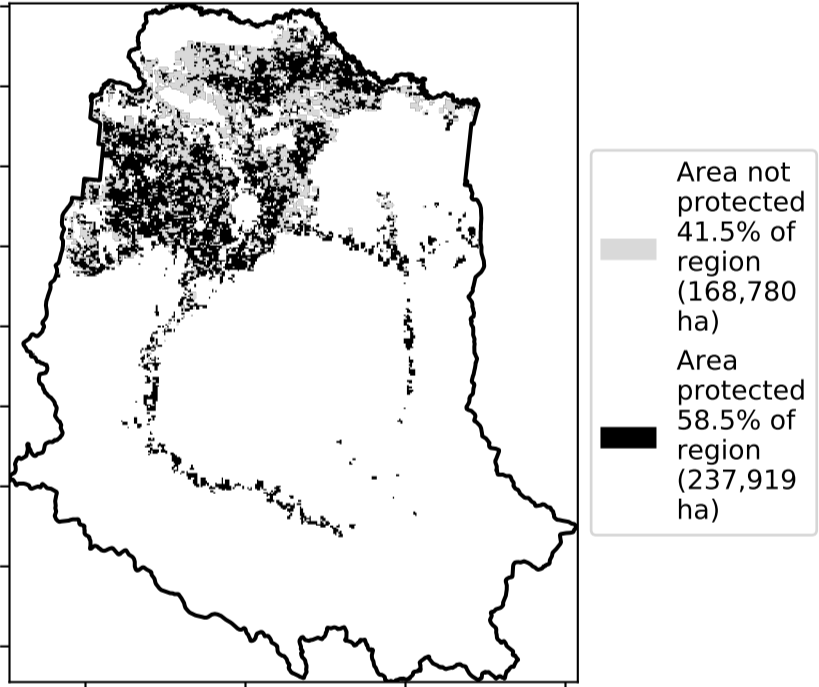 Area not
protected
41.5% of
region
(168,780
ha)
Area
protected
58.5% of
region
(237,919
ha)